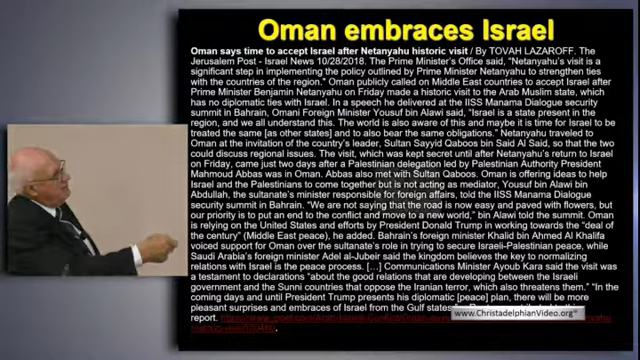 Oman embraces Israel
Oman says time to accept Israel after Netanyahu historic visit / By TOVAH LAZAROFF. The
Jerusalem Post - Israel News 10/28/2018. The Prime Minister's Office said, "Netanyahu's visit is a
significant step in implementing the policy outlined by Prime Minister Netanyahu to strengthen ties
with the countries of the region." Oman publicly called on Middle East countries to accept Israel after
Prime Minister Benjamin Netanyahu on Friday made a historic visit to the Arab Muslim state, which
has no diplomatic ties with Israel. In a speech he delivered at the IISS Manama Dialogue security
summit in Bahrain, Omani Foreign Minister Yousuf bin Alawi said, "Israel is a state present in the
region, and we all understand this. The world is also aware of this and maybe it is time for Israel to be
treated the same [as other states] and to also bear the same obligations." Netanyahu traveled to
Oman at the invitation of the country's leader, Sultan Sayyid Qaboos bin Said Al Said, so that the two
could discuss regional issues. The visit, which was kept secret until after Netanyahu's return to Israel
on Friday, came just two days after a Palestinian delegation led by Palestinian Authority President
Mahmoud Abbas was in Oman. Abbas also met with Sultan Qaboos. Oman is offering ideas to help
Israel and the Palestinians to come together but is not acting as mediator, Yousuf bin Alawi bin
Abdullah, the sultanate's minister responsible for foreign affairs, told the IISS Manama Dialogue
security summit in Bahrain. "We are not saying that the road is now easy and paved with flowers, but
our priority is to put an end to the conflict and move to a new world," bin Alawi told the summit. Oman
is relying on the United States and efforts by President Donald Trump in working towards the "deal of
the century" (Middle East peace), he added. Bahrain's foreign minister Khalid bin Ahmed Al Khalifa
voiced support for Oman over the sultanate's role in trying to secure Israeli-Palestinian peace, while
Saudi Arabia's foreign minister Adel al-Jubeir said the kingdom believes the key to normalizing
relations with Israel is the peace process. […] Communications Minister Ayoub Kara said the visit was
a testament to declarations "about the good relations that are developing between the Israeli
government and the Sunni countries that oppose the Iranian terror, which also threatens them." "In the
coming days and until President Trump presents his diplomatic [peace] plan, there will be more
pleasant surprises and embraces of Israel from the Gulf states
report.
www.ChristadelphianVideo.org